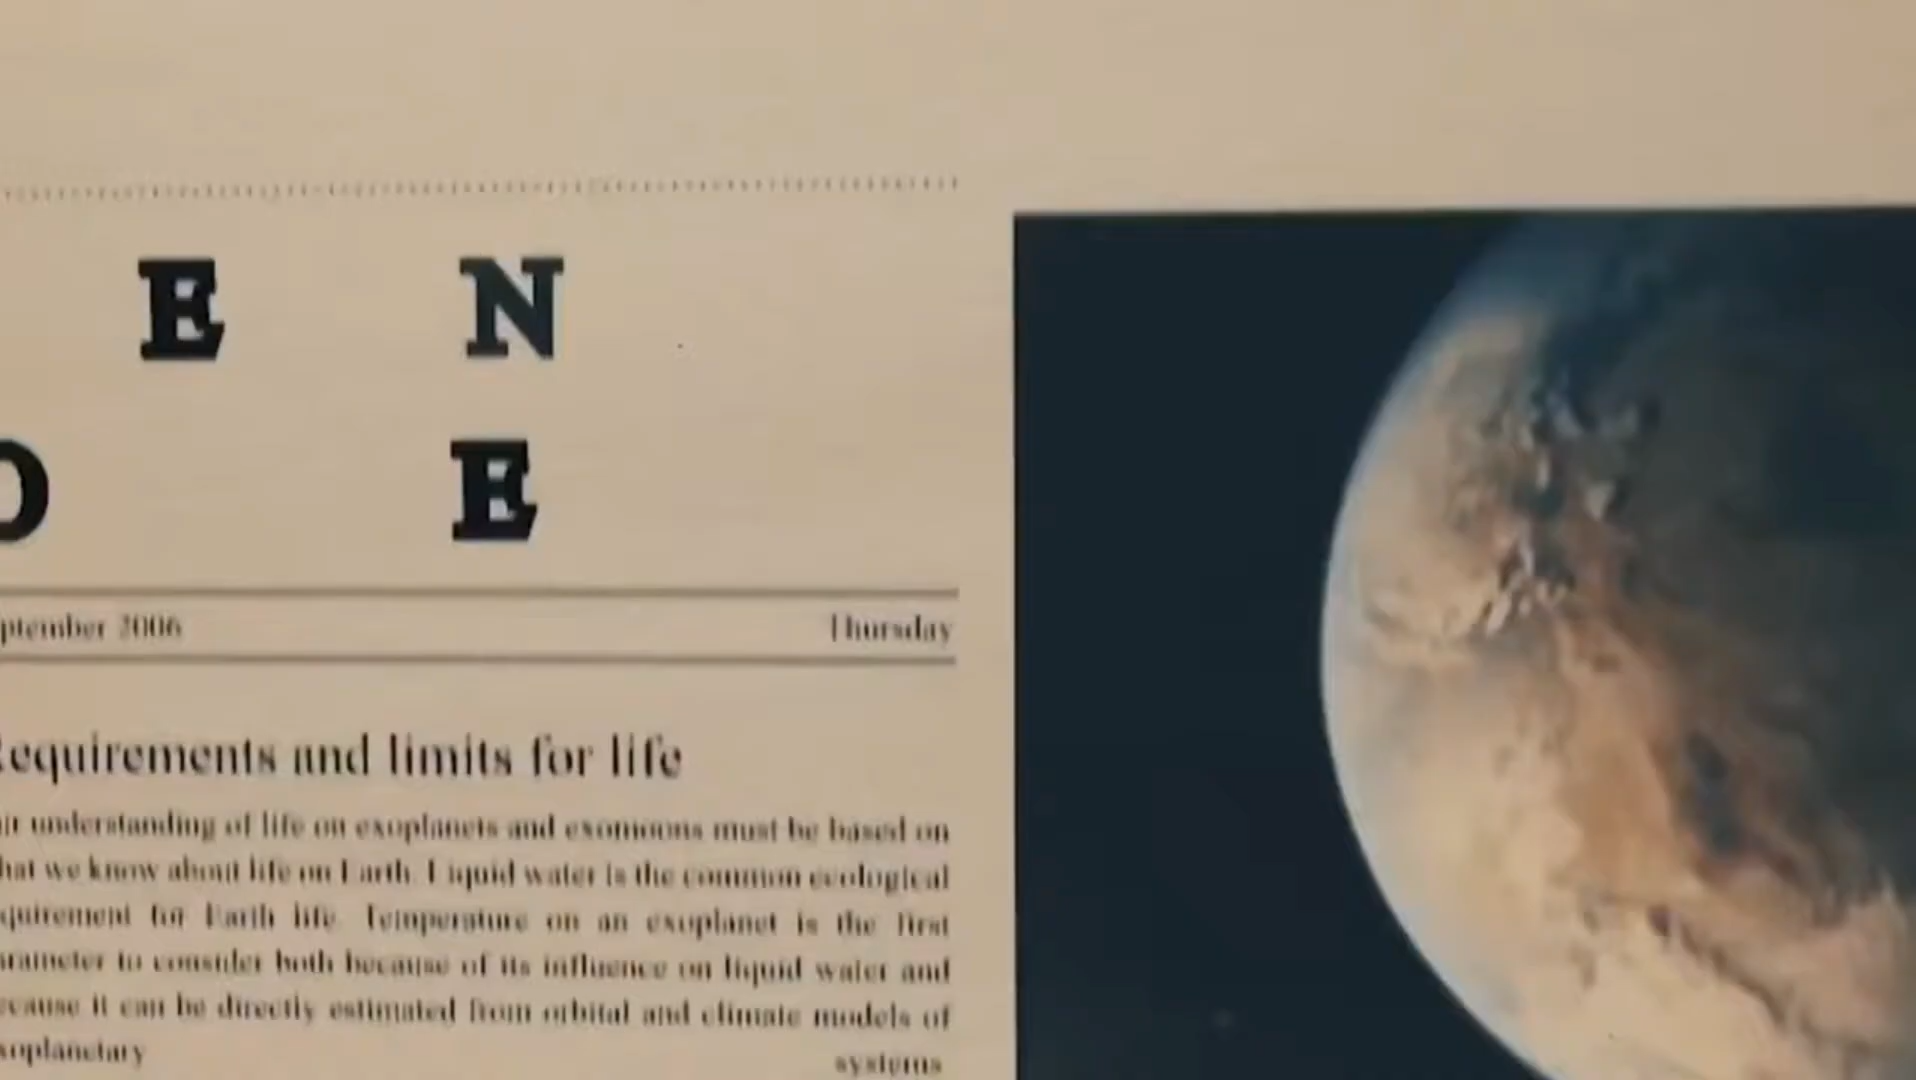 E N
O E
ptember 2006 Thursday
Requirements and limits for life
ur understanding of life on exoplanets and exomoons must be based on
hat we know about life on Earth. Liquid water is the common ecological
quirement for Earth life. Temperature on an exoplanet is the first
arameter to consider both because of its influence on liquid water and
ecause it can be directly estimated from orbital and climate models of
xoplanetary systems